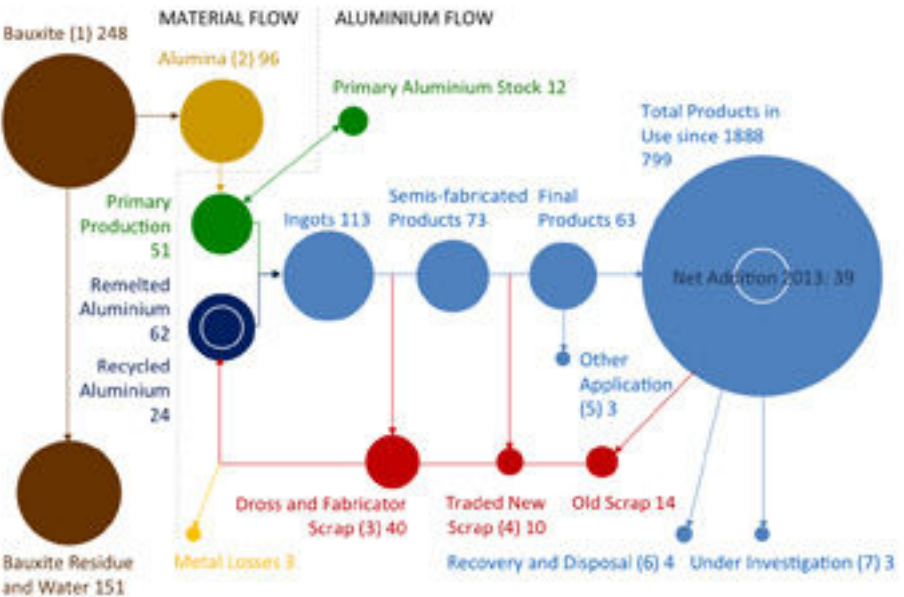 MATERIAL FLOW
ALUMINIUM FLOW
Bauxite (1) 248
Alumina (2) 96
Primary Aluminium Stock 12
Total Products in
Use since 1888
799
Primary
Production
51
Ingots 113
Semis-fabricated
Products 73
Final
Products 63
Net Addition 2013: 39
Remelted
Aluminium
62
Recycled
Aluminium
24
Other
Application
(5) 3
Dross and Fabricator
Scrap (3) 40
Traded New
Scrap (4) 10
Old Scrap 14
Bauxite Residue
and Water 151
Metal Losses 3
Recovery and Disposal (6) 4
Under Investigation (7) 3